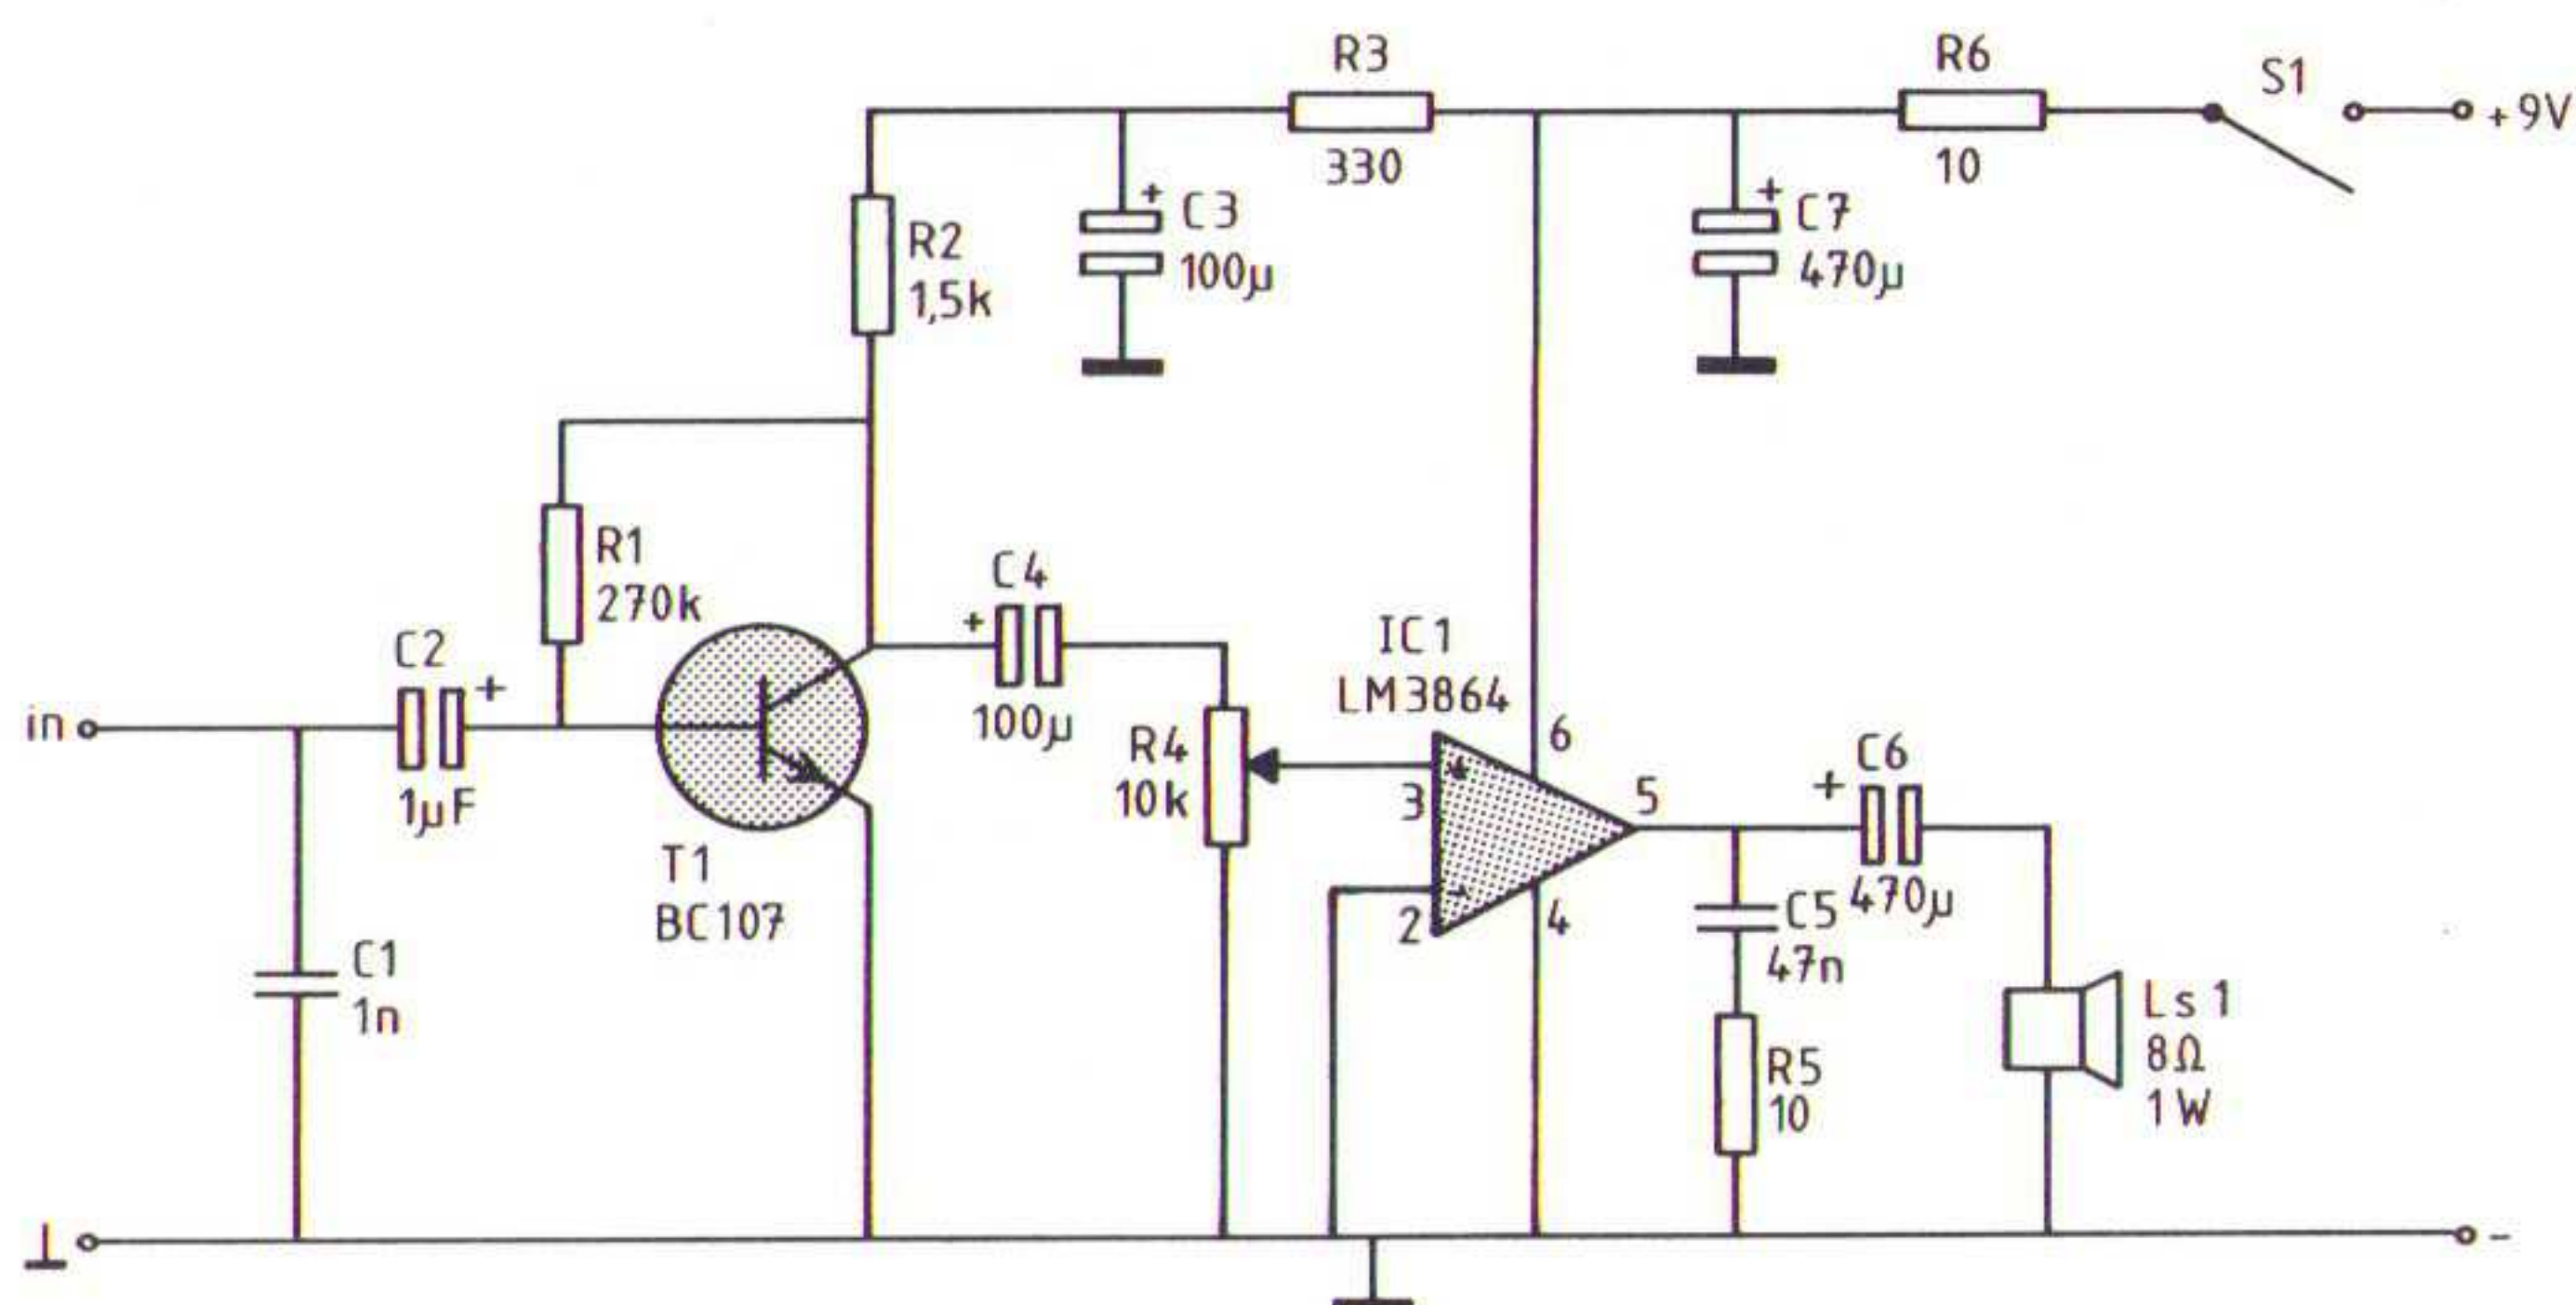 R3
330
R6
10
S1
+9V
+
C3
100µ
+
C7
470µ
R2
1,5k
R1
270k
C4
+
100µ
C2
+
1µF
in
T1
BC107
R4
10k
IC1
LM3864
+
3
-
2
6
5
4
C6
+
470µ
C5
47n
R5
10
Ls1
8Ω
1W
C1
1n
⊥
-